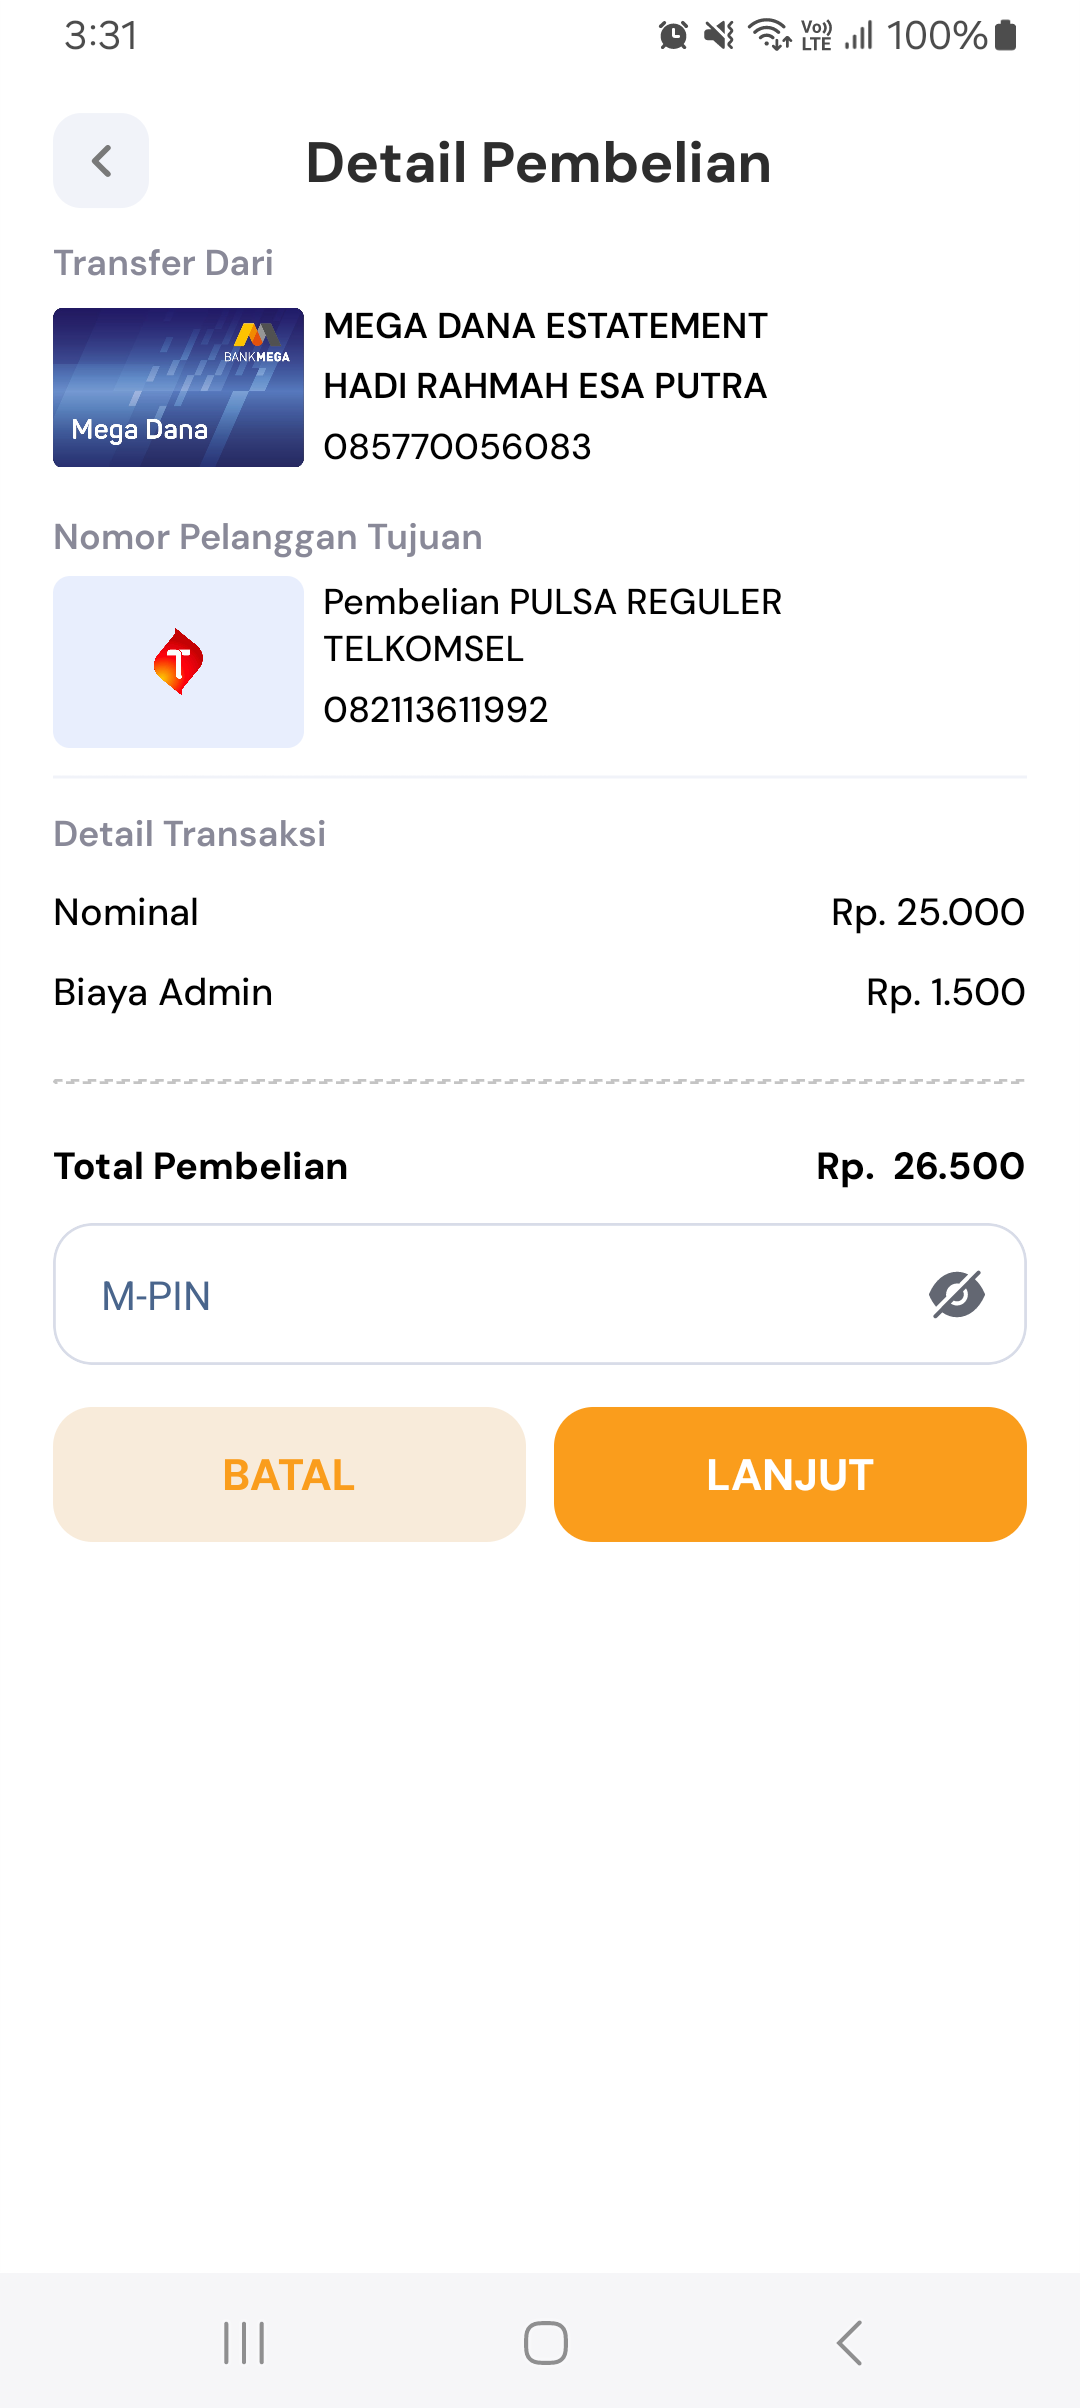 3:31
Vo)) LTE 100%
Detail Pembelian
Transfer Dari
BANKMEGA
Mega Dana
MEGA DANA ESTATEMENT
HADI RAHMAH ESA PUTRA
085770056083
Nomor Pelanggan Tujuan
T
Pembelian PULSA REGULER
TELKOMSEL
082113611992
Detail Transaksi
Nominal Rp. 25.000
Biaya Admin Rp. 1.500
Total Pembelian Rp. 26.500
M-PIN
BATAL LANJUT